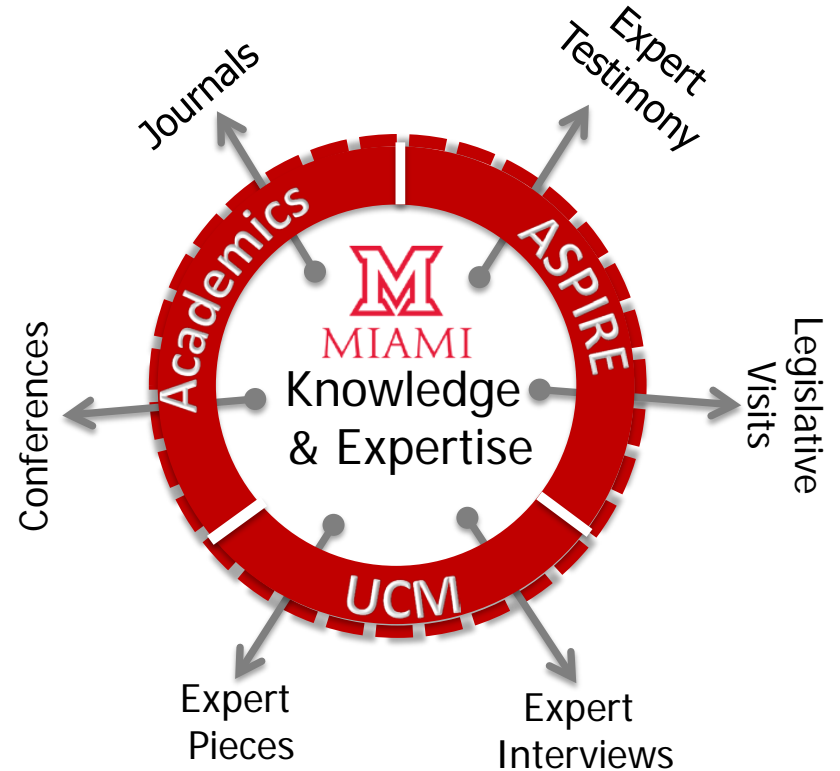 Journals
Expert
Testimony
Academics
ASPIRE
M
MIAMI
Knowledge
& Expertise
Conferences
Legislative
Visits
UCM
Expert
Pieces
Expert
Interviews